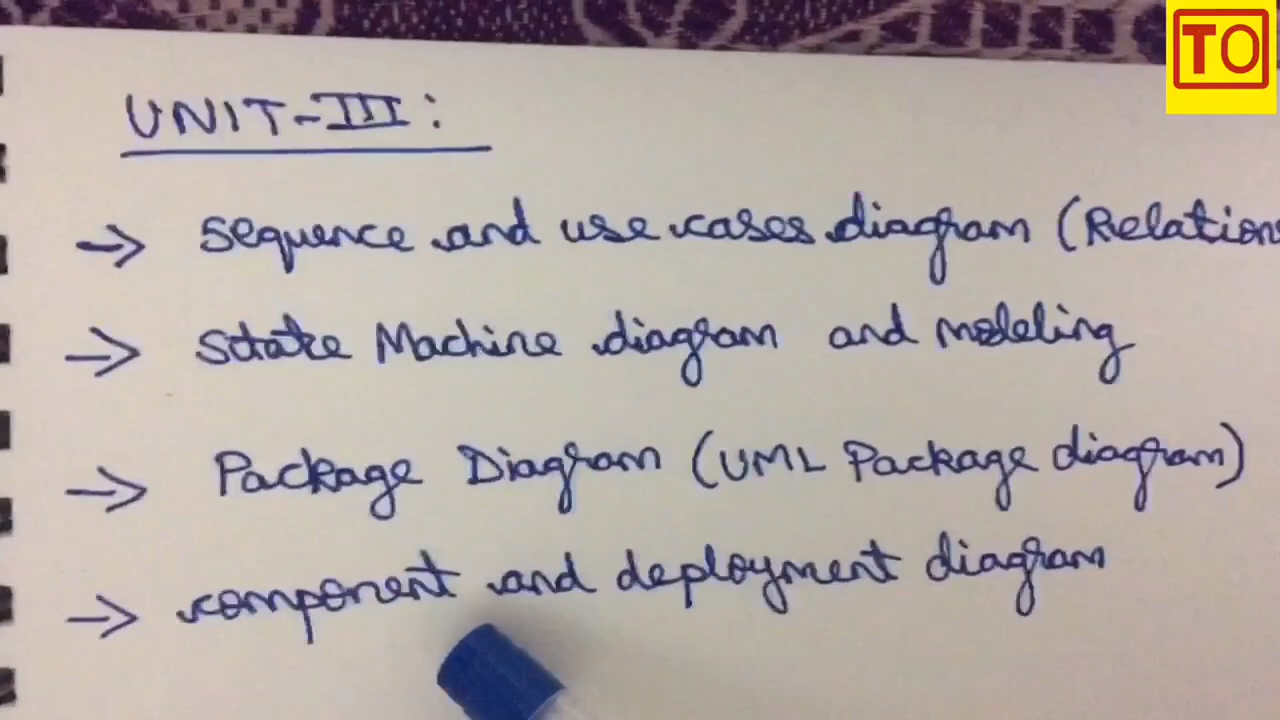 TO
UNIT-III:
→ sequence and use cases diagram (Relations
→ state Machine diagram and modeling
→ Package Diagram (UML Package diagram)
→ component and deployment diagram